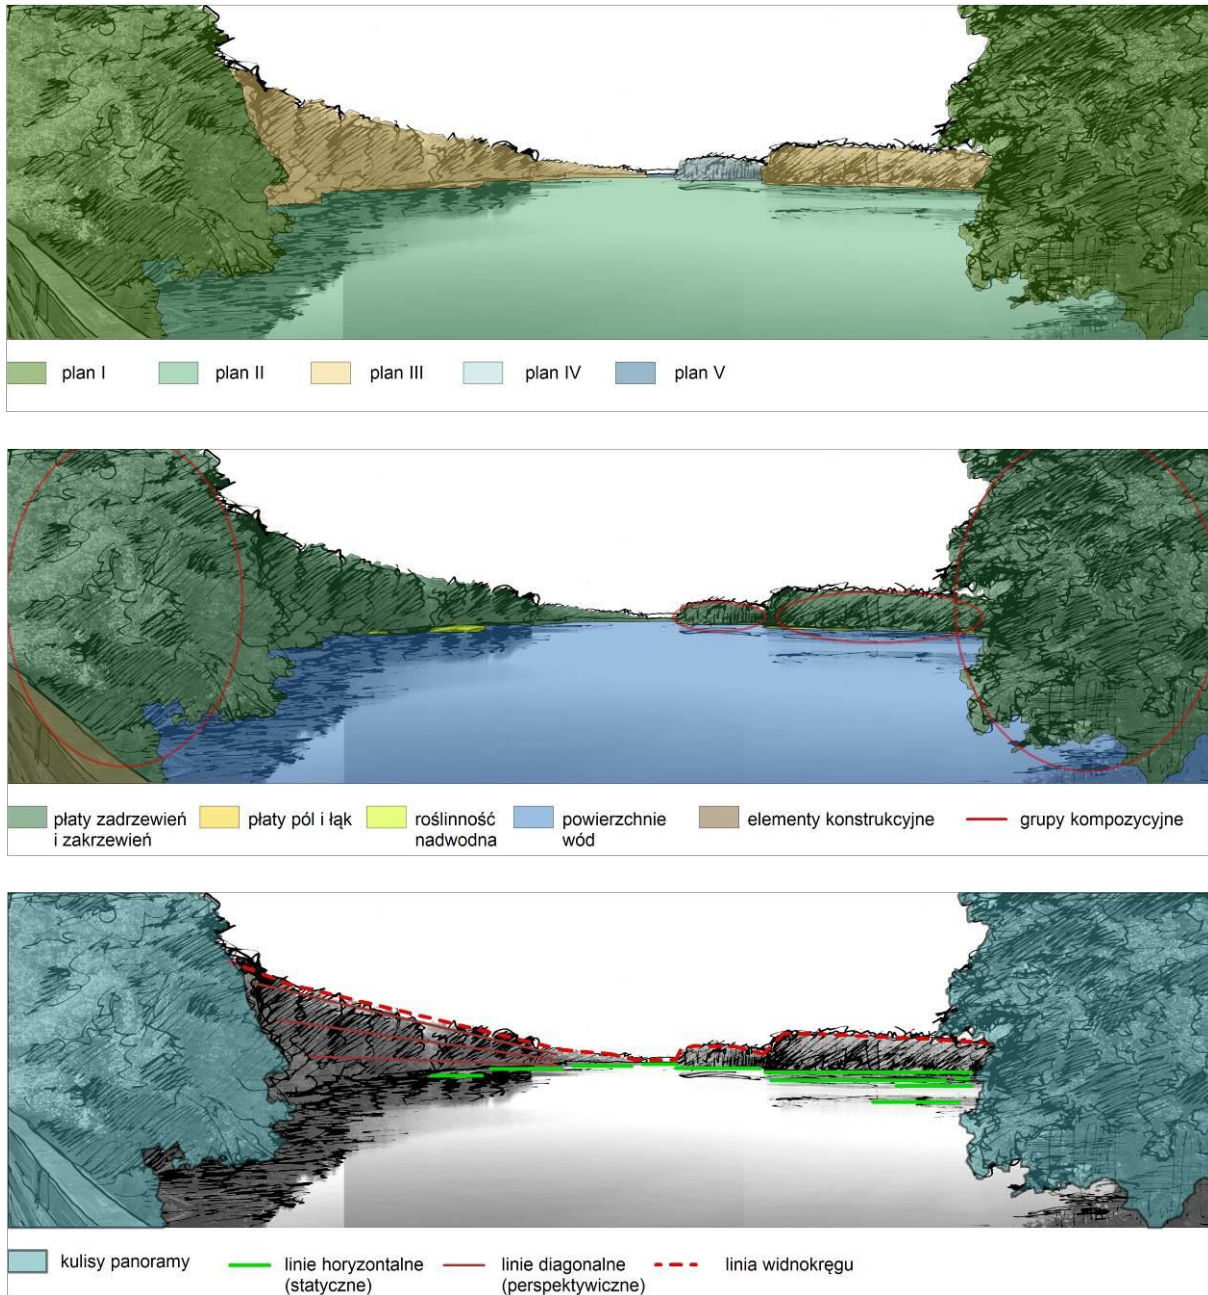 plan I plan II plan III plan IV plan V
płaty zadrzewień płaty pól i łąk roślinność powierzchnie elementy konstrukcyjne grupy kompozycyjne
i zakrzewień nadwodna wód
kulisy panoramy linie horyzontalne linie diagonalne linia widnokręgu
(statyczne) (perspektywiczne)